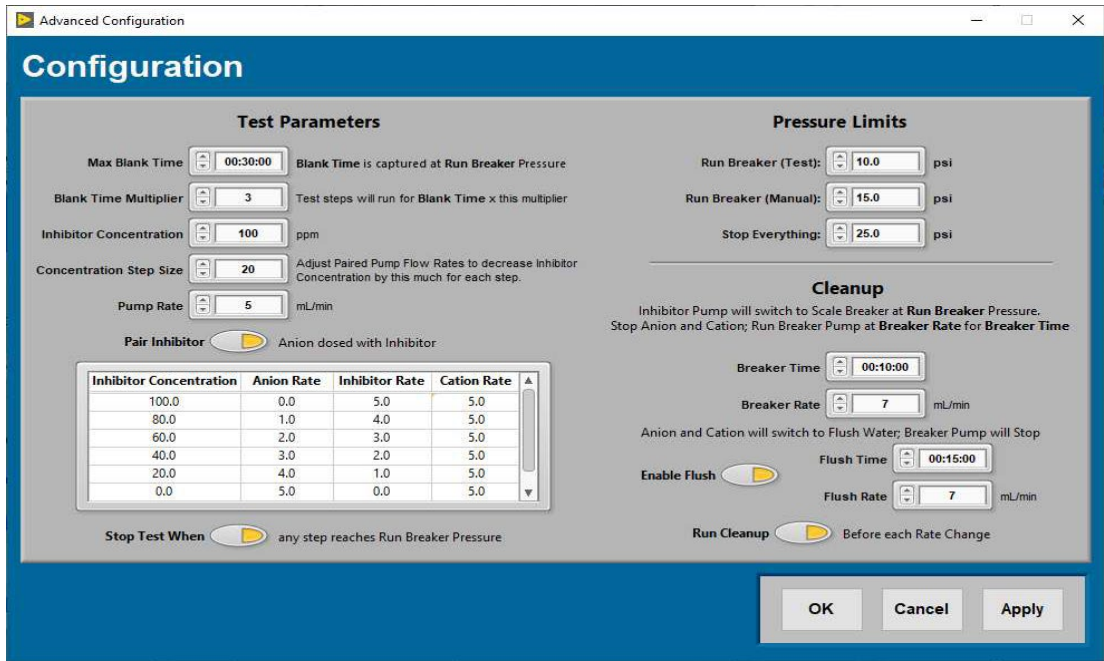 Advanced Configuration
Configuration
Test Parameters
Max Blank Time 00:30:00 Blank Time is captured at Run Breaker Pressure
Blank Time Multiplier 3 Test steps will run for Blank Time x this multiplier
Inhibitor Concentration 100 ppm
Concentration Step Size 20 Adjust Paired Pump Flow Rates to decrease Inhibitor
Concentration by this much for each step.
Pump Rate 5 mL/min
Pair Inhibitor Anion dosed with Inhibitor
Inhibitor Concentration Anion Rate Inhibitor Rate Cation Rate
100.0 0.0 5.0 5.0
80.0 1.0 4.0 5.0
60.0 2.0 3.0 5.0
40.0 3.0 2.0 5.0
20.0 4.0 1.0 5.0
0.0 5.0 0.0 5.0
Stop Test When any step reaches Run Breaker Pressure
Pressure Limits
Run Breaker (Test): 10.0 psi
Run Breaker (Manual): 15.0 psi
Stop Everything: 25.0 psi
Cleanup
Inhibitor Pump will switch to Scale Breaker at Run Breaker Pressure.
Stop Anion and Cation; Run Breaker Pump at Breaker Rate for Breaker Time
Breaker Time 00:10:00
Breaker Rate 7 mL/min
Anion and Cation will switch to Flush Water; Breaker Pump will Stop
Enable Flush
Flush Time 00:15:00
Flush Rate 7 mL/min
Run Cleanup Before each Rate Change
OK Cancel Apply